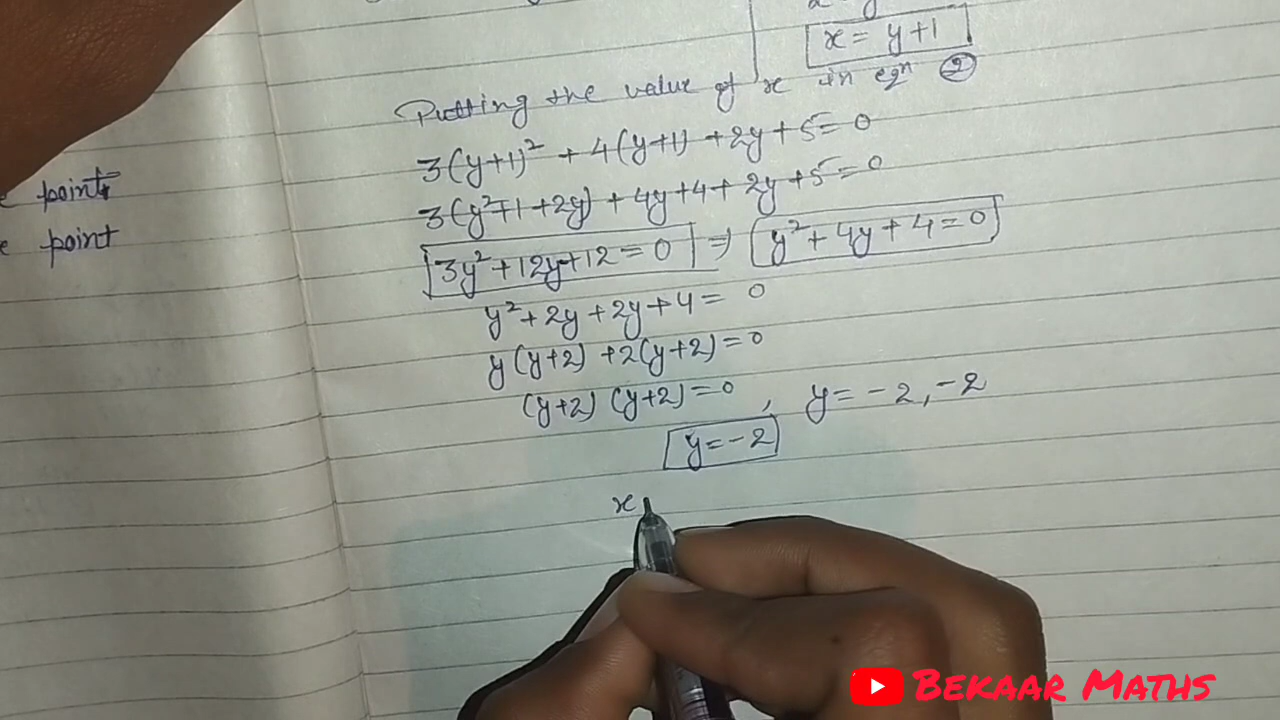 x = y+1
Putting the value of x in eqn ②
3(y+1)² + 4(y+1) + 2y + 5 = 0
3(y²+1+2y) + 4y+4 + 2y+5 = 0
3y²+12y+12 = 0 ⇒ y²+4y+4 = 0
y²+2y+2y+4 = 0
y(y+2) +2(y+2) = 0
(y+2) (y+2) = 0 , y = -2, -2
y = -2
x
point
point
BEKAAR MATHS